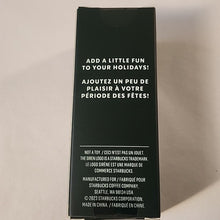 ADD A LITTLE FUN
TO YOUR HOLIDAYS!
AJOUTEZ UN PEU DE
PLAISIR À VOTRE
PÉRIODE DES FÊTES!
NOT A TOY. / CECI N'EST PAS UN JOUET.
THE SIREN LOGO IS A STARBUCKS TRADEMARK.
LE LOGO SIRÈNE EST UNE MARQUE DE
COMMERCE STARBUCKS.
MANUFACTURED FOR / FABRIQUÉ POUR
STARBUCKS COFFEE COMPANY,
SEATTLE, WA 98134 USA
© 2023 STARBUCKS CORPORATION.
MADE IN CHINA. / FABRIQUÉ EN CHINE.